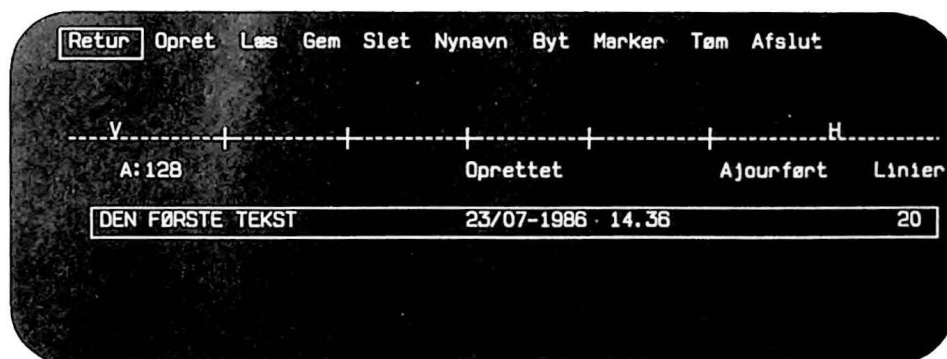 Retur Opret Læs Gem Slet Nynavn Byt Marker Tøm Afslut
V H
A:128 Oprettet Ajourført Linier
DEN FØRSTE TEKST 23/07-1986 14.36 20